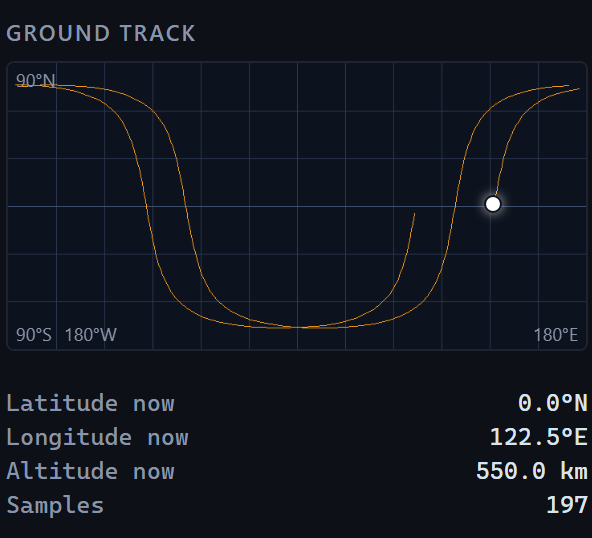 GROUND TRACK
90°N
90°S 180°W 180°E
Latitude now 0.0°N
Longitude now 122.5°E
Altitude now 550.0 km
Samples 197